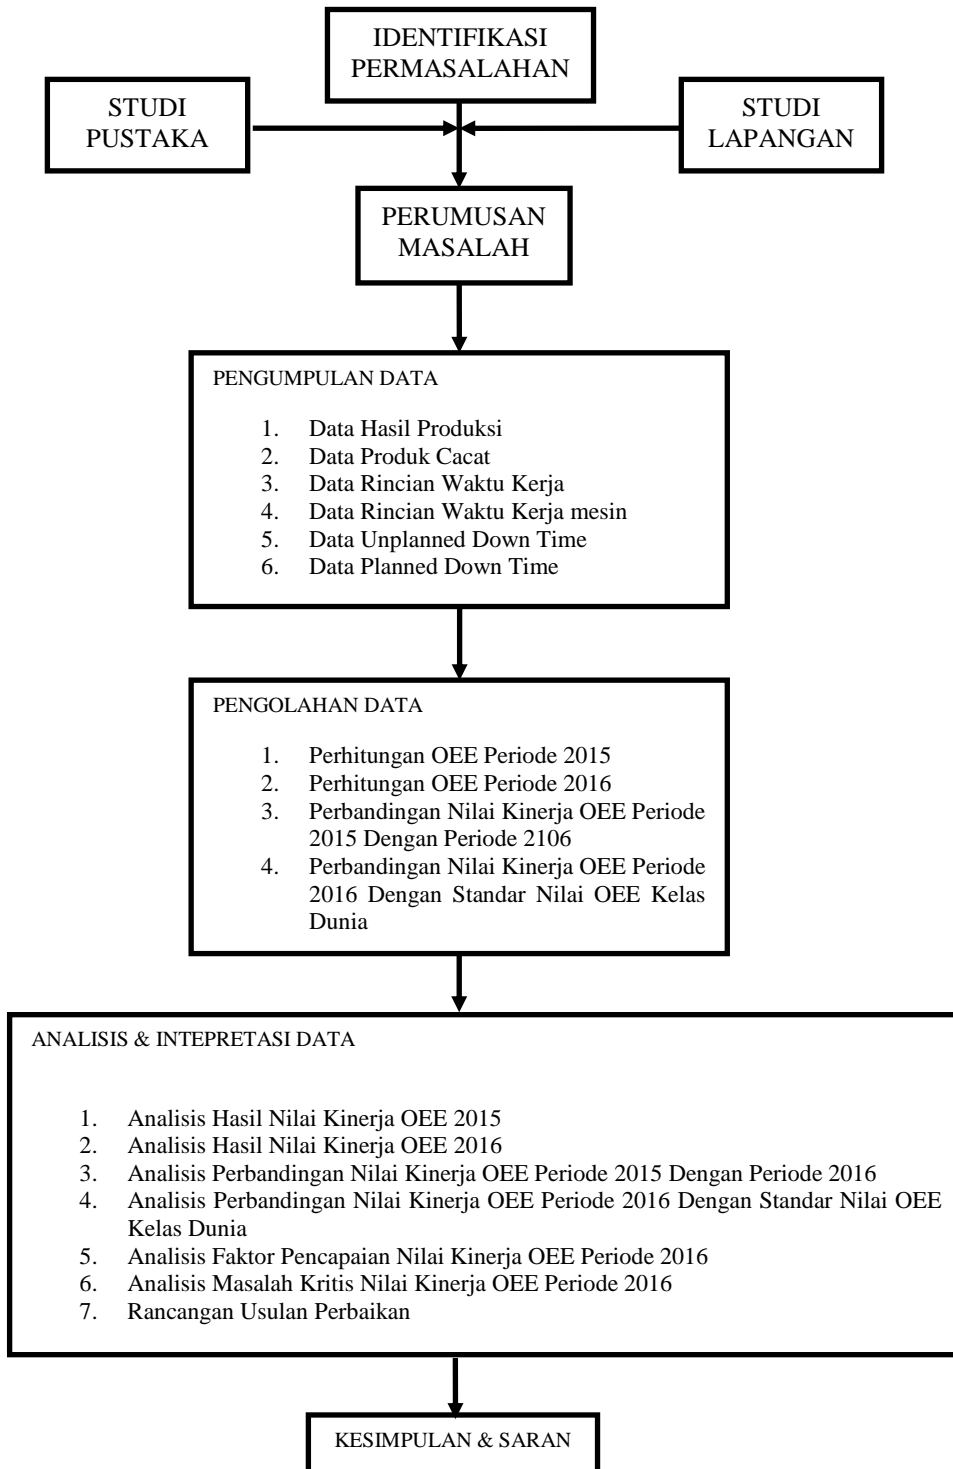 IDENTIFIKASI
PERMASALAHAN
STUDI
PUSTAKA
STUDI
LAPANGAN
PERUMUSAN
MASALAH
PENGUMPULAN DATA
1. Data Hasil Produksi
2. Data Produk Cacat
3. Data Rincian Waktu Kerja
4. Data Rincian Waktu Kerja mesin
5. Data Unplanned Down Time
6. Data Planned Down Time
PENGOLAHAN DATA
1. Perhitungan OEE Periode 2015
2. Perhitungan OEE Periode 2016
3. Perbandingan Nilai Kinerja OEE Periode
2015 Dengan Periode 2106
4. Perbandingan Nilai Kinerja OEE Periode
2016 Dengan Standar Nilai OEE Kelas
Dunia
ANALISIS & INTEPRETASI DATA
1. Analisis Hasil Nilai Kinerja OEE 2015
2. Analisis Hasil Nilai Kinerja OEE 2016
3. Analisis Perbandingan Nilai Kinerja OEE Periode 2015 Dengan Periode 2016
4. Analisis Perbandingan Nilai Kinerja OEE Periode 2016 Dengan Standar Nilai OEE
Kelas Dunia
5. Analisis Faktor Pencapaian Nilai Kinerja OEE Periode 2016
6. Analisis Masalah Kritis Nilai Kinerja OEE Periode 2016
7. Rancangan Usulan Perbaikan
KESIMPULAN & SARAN